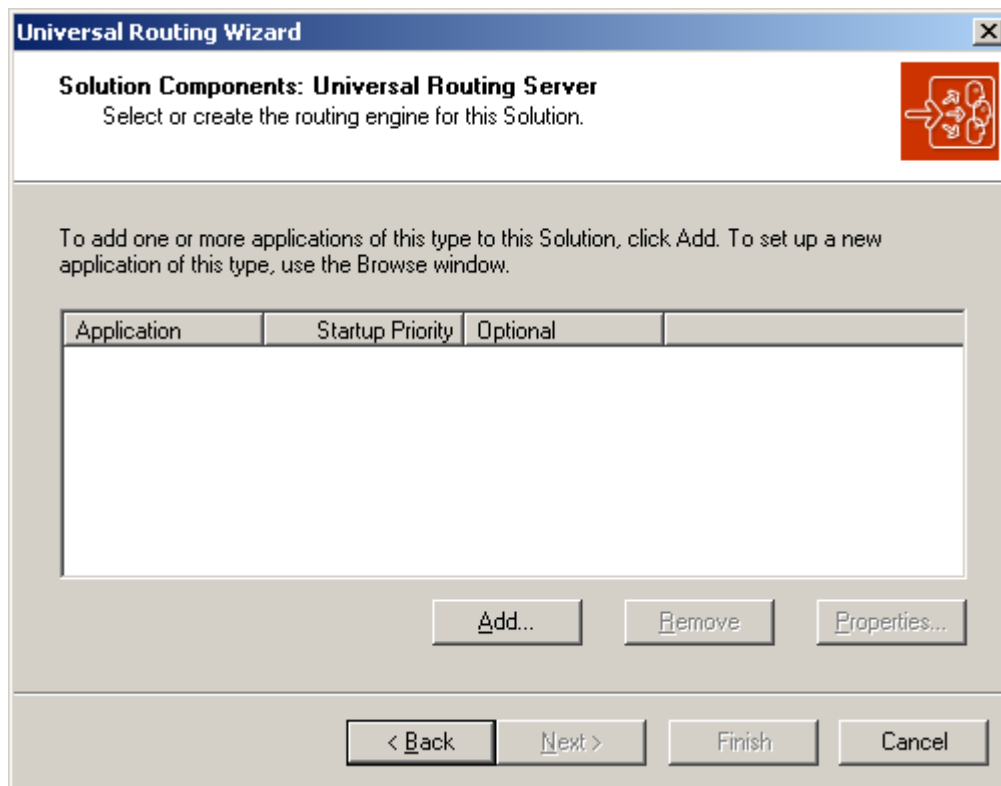 Universal Routing Wizard
Solution Components: Universal Routing Server
Select or create the routing engine for this Solution.
To add one or more applications of this type to this Solution, click Add. To set up a new
application of this type, use the Browse window.
Application Startup Priority Optional
Add... Remove Properties...
< Back Next > Finish Cancel